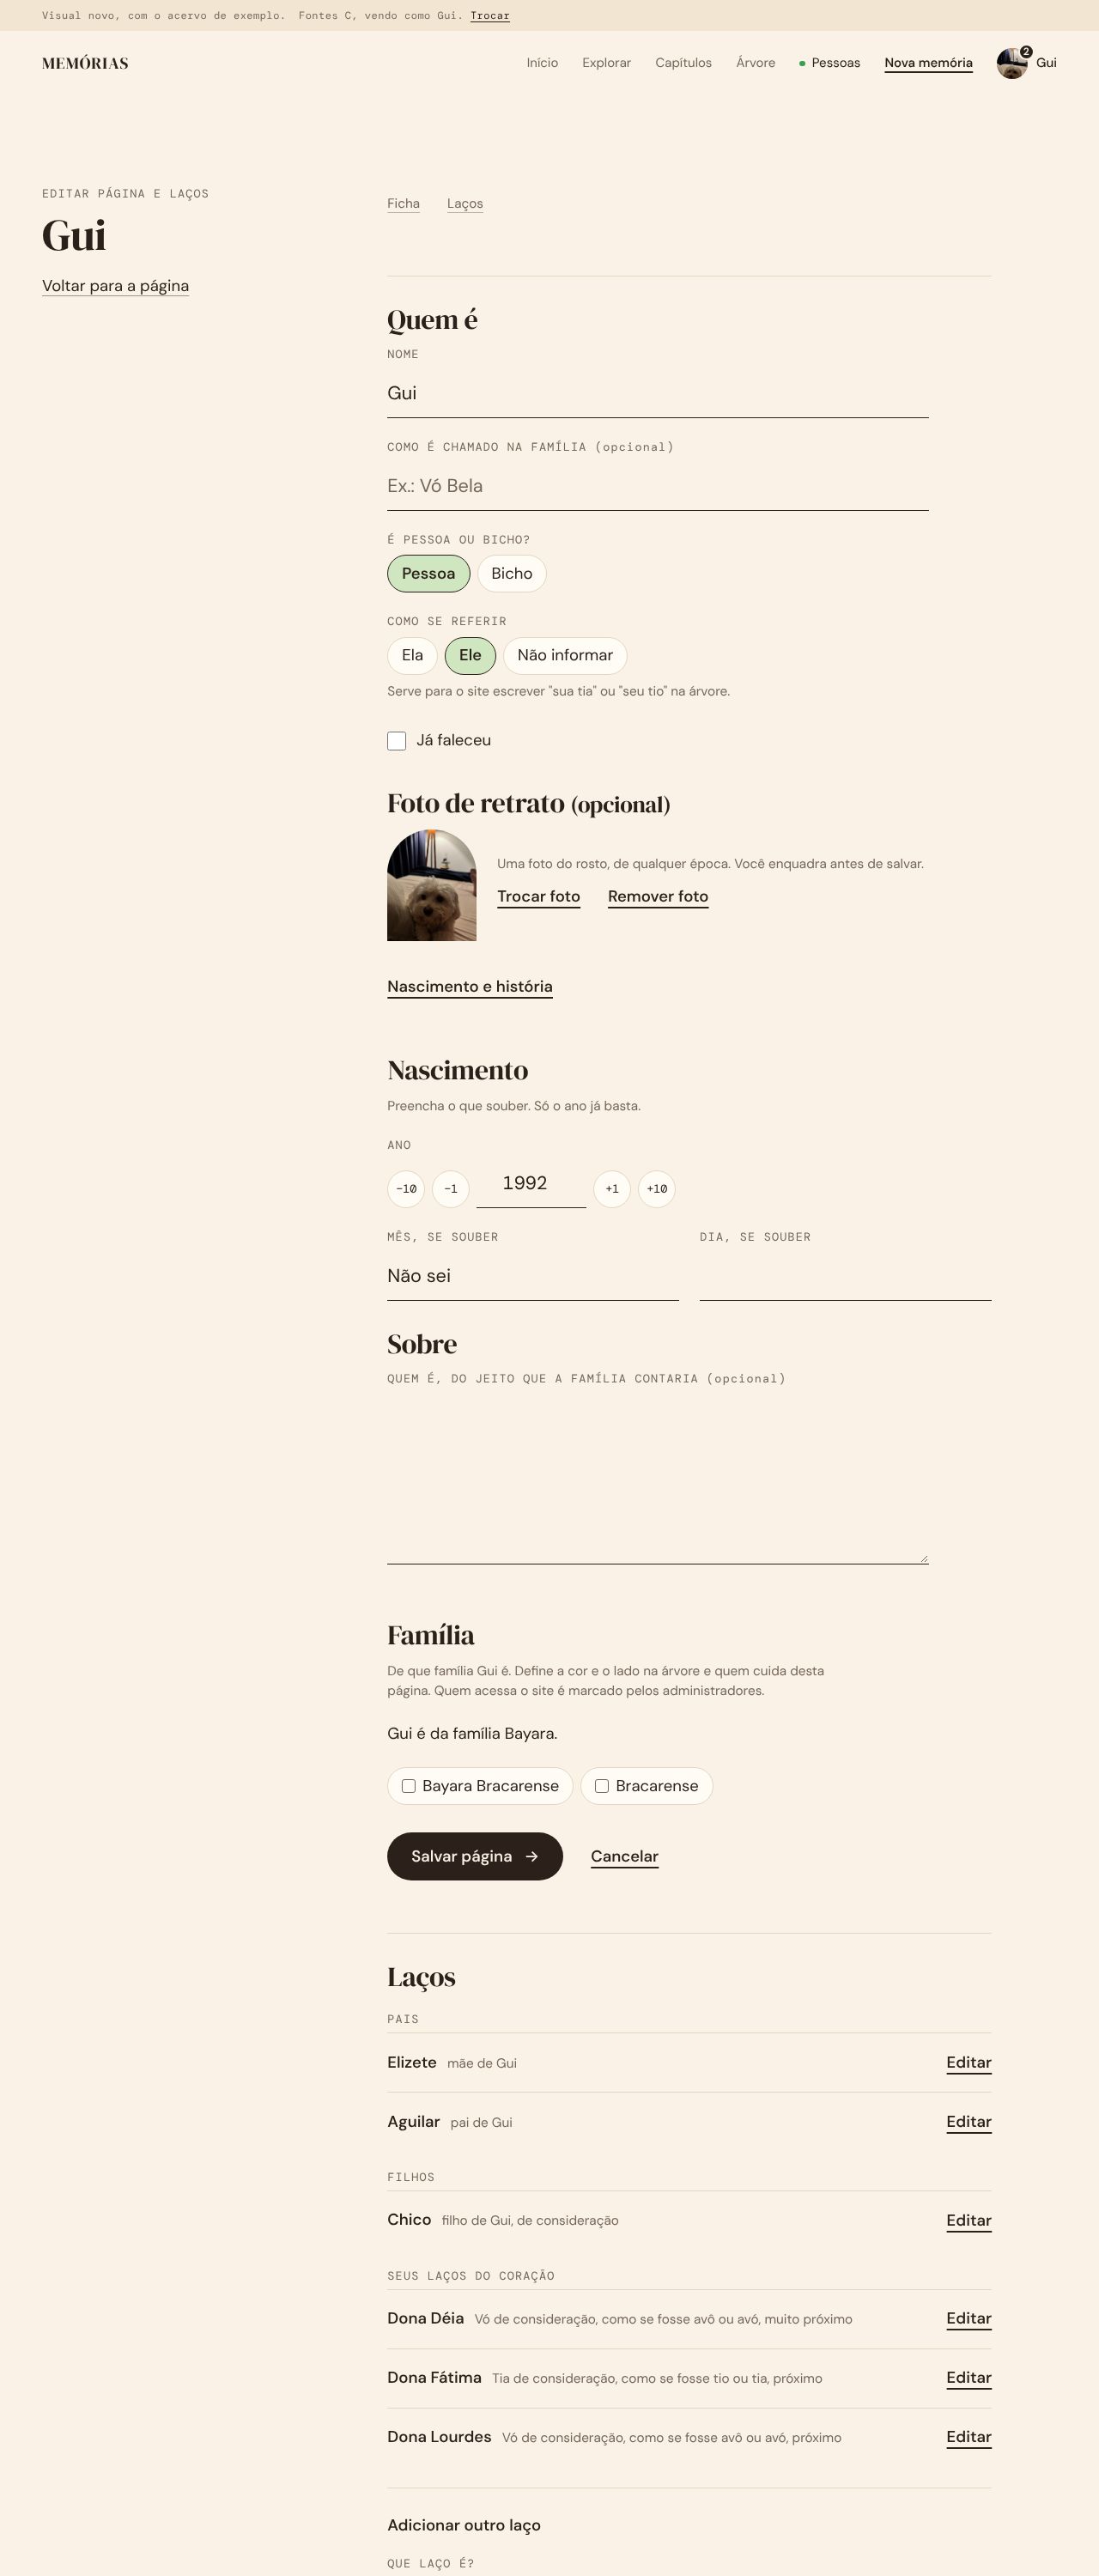 Visual novo, com o acervo de exemplo. Fontes C, vendo como Gui. Trocar
MEMÓRIAS
Início Explorar Capítulos Árvore Pessoas Nova memória 2 Gui
EDITAR PÁGINA E LAÇOS
Gui
Voltar para a página
Ficha Laços
Quem é
NOME
Gui
COMO É CHAMADO NA FAMÍLIA (opcional)
Ex.: Vó Bela
É PESSOA OU BICHO?
Pessoa Bicho
COMO SE REFERIR
Ela Ele Não informar
Serve para o site escrever "sua tia" ou "seu tio" na árvore.
Já faleceu
Foto de retrato (opcional)
Uma foto do rosto, de qualquer época. Você enquadra antes de salvar.
Trocar foto Remover foto
Nascimento e história
Nascimento
Preencha o que souber. Só o ano já basta.
ANO
-10 -1 1992 +1 +10
MÊS, SE SOUBER DIA, SE SOUBER
Não sei
Sobre
QUEM É, DO JEITO QUE A FAMÍLIA CONTARIA (opcional)
Família
De que família Gui é. Define a cor e o lado na árvore e quem cuida desta
página. Quem acessa o site é marcado pelos administradores.
Gui é da família Bayara.
Bayara Bracarense Bracarense
Salvar página → Cancelar
Laços
PAIS
Elizete mãe de Gui Editar
Aguilar pai de Gui Editar
FILHOS
Chico filho de Gui, de consideração Editar
SEUS LAÇOS DO CORAÇÃO
Dona Déia Vó de consideração, como se fosse avô ou avó, muito próximo Editar
Dona Fátima Tia de consideração, como se fosse tio ou tia, próximo Editar
Dona Lourdes Vó de consideração, como se fosse avô ou avó, próximo Editar
Adicionar outro laço
QUE LAÇO É?